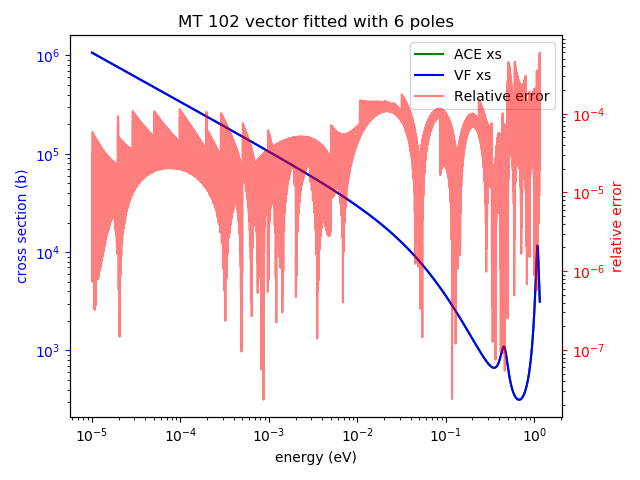 MT 102 vector fitted with 6 poles
ACE xs
VF xs
Relative error
cross section (b)
10^6
10^5
10^4
10^3
relative error
10^-4
10^-5
10^-6
10^-7
10^-5 10^-4 10^-3 10^-2 10^-1 10^0
energy (eV)